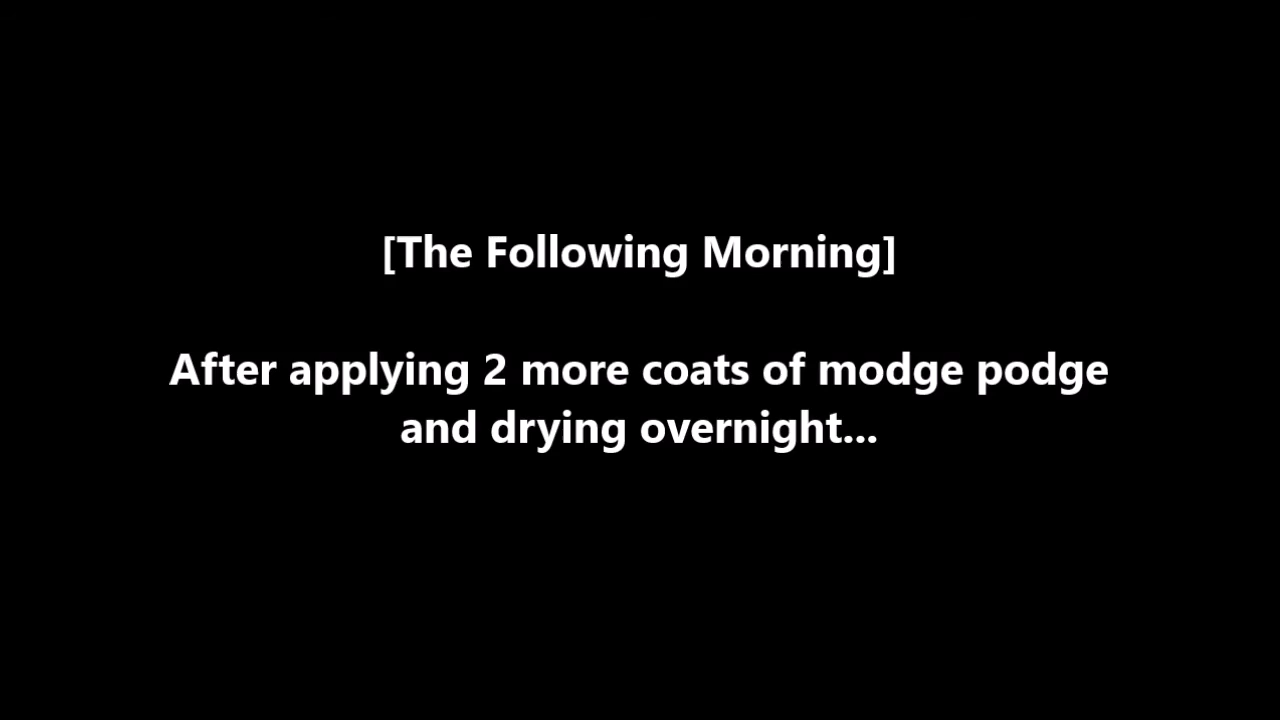 [The Following Morning]
After applying 2 more coats of modge podge
and drying overnight...